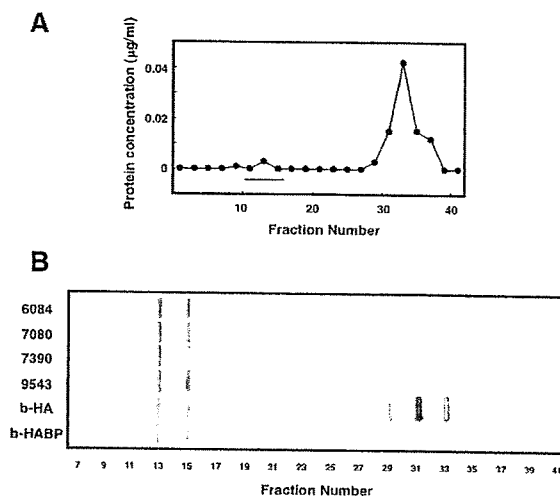 A
Protein concentration (µg/ml)
0.04
0.02
0
10 20 30 40
Fraction Number
B
6084
7080
7390
9543
b-HA
b-HABP
7 9 11 13 15 17 19 21 23 25 27 29 31 33 35 37 39 41
Fraction Number